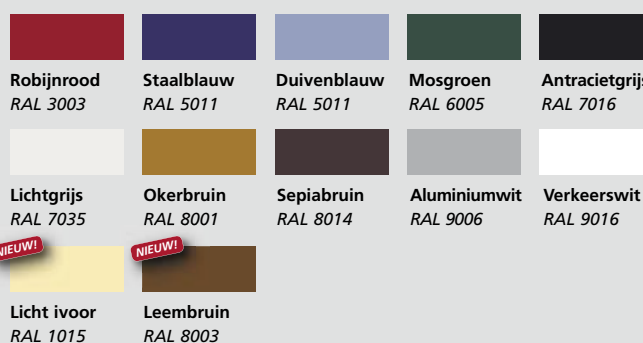 Robijnrood
RAL 3003
Staalblauw
RAL 5011
Duivenblauw
RAL 5011
Mosgroen
RAL 6005
Antracietgrijs
RAL 7016
Lichtgrijs
RAL 7035
Okerbruin
RAL 8001
Sepiabruin
RAL 8014
Aluminiumwit
RAL 9006
Verkeerswit
RAL 9016
NIEUW!
Licht ivoor
RAL 1015
NIEUW!
Leembruin
RAL 8003